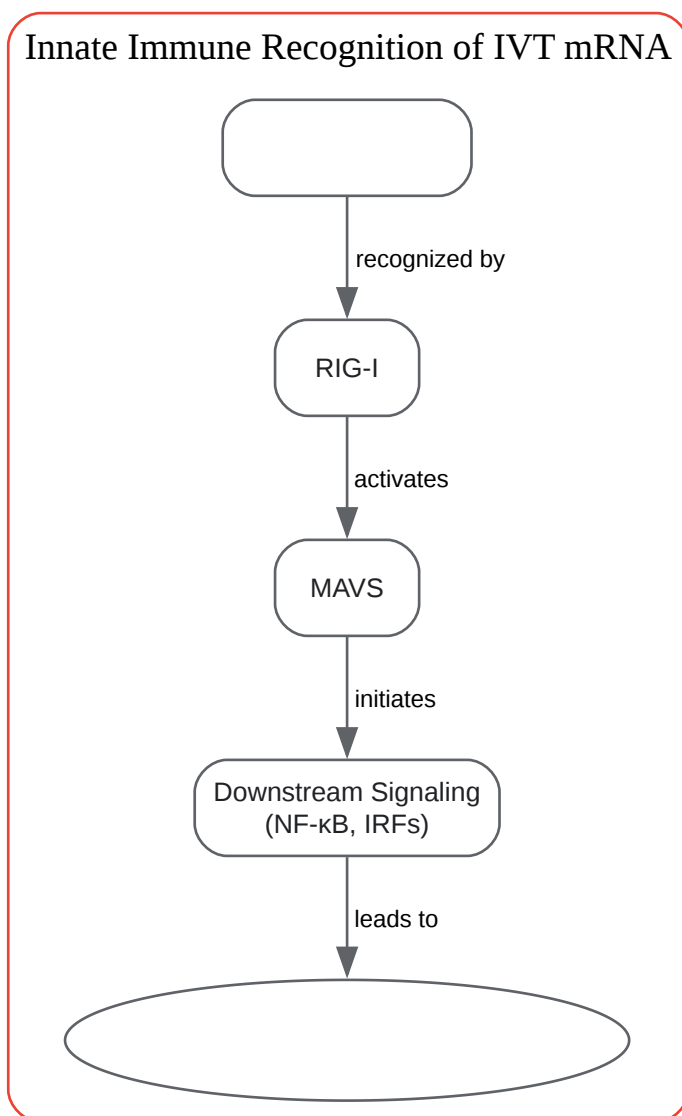 Innate Immune Recognition of IVT mRNA
recognized by
RIG-I
activates
MAVS
initiates
Downstream Signaling
(NF-κB, IRFs)
leads to